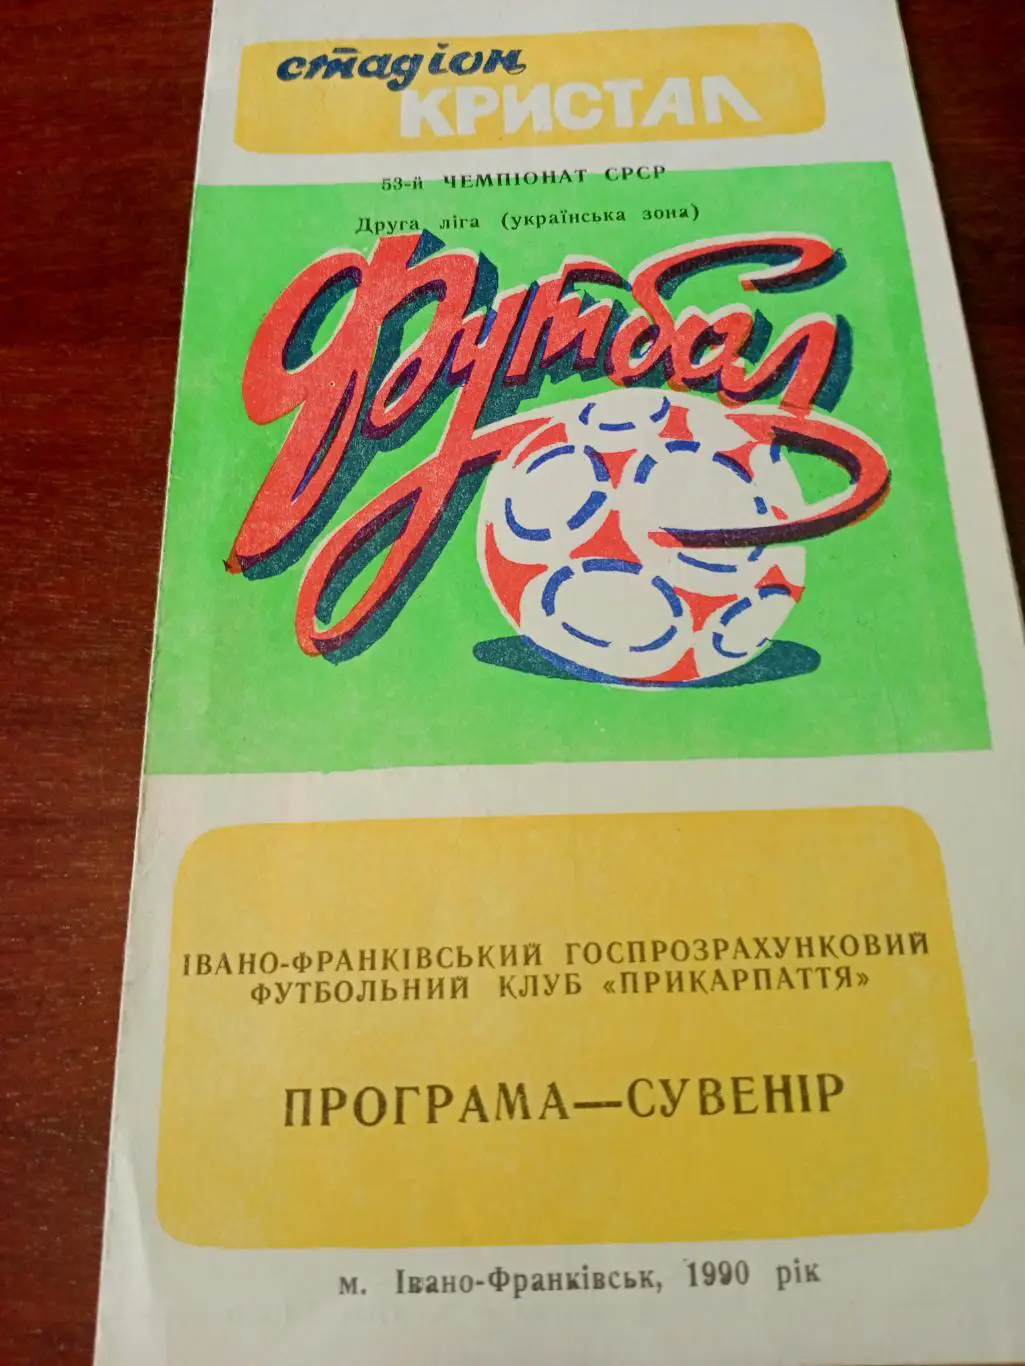 стадіон
КРИСТАЛ
53-й ЧЕМПІОНАТ СРСР
Друга ліга (українська зона)
Футбол
ІВАНО-ФРАНКІВСЬКИЙ ГОСПРОЗРАХУНКОВИЙ
ФУТБОЛЬНИЙ КЛУБ «ПРИКАРПАТТЯ»
ПРОГРАМА—СУВЕНІР
м. Івано-Франківськ, 1990 рік